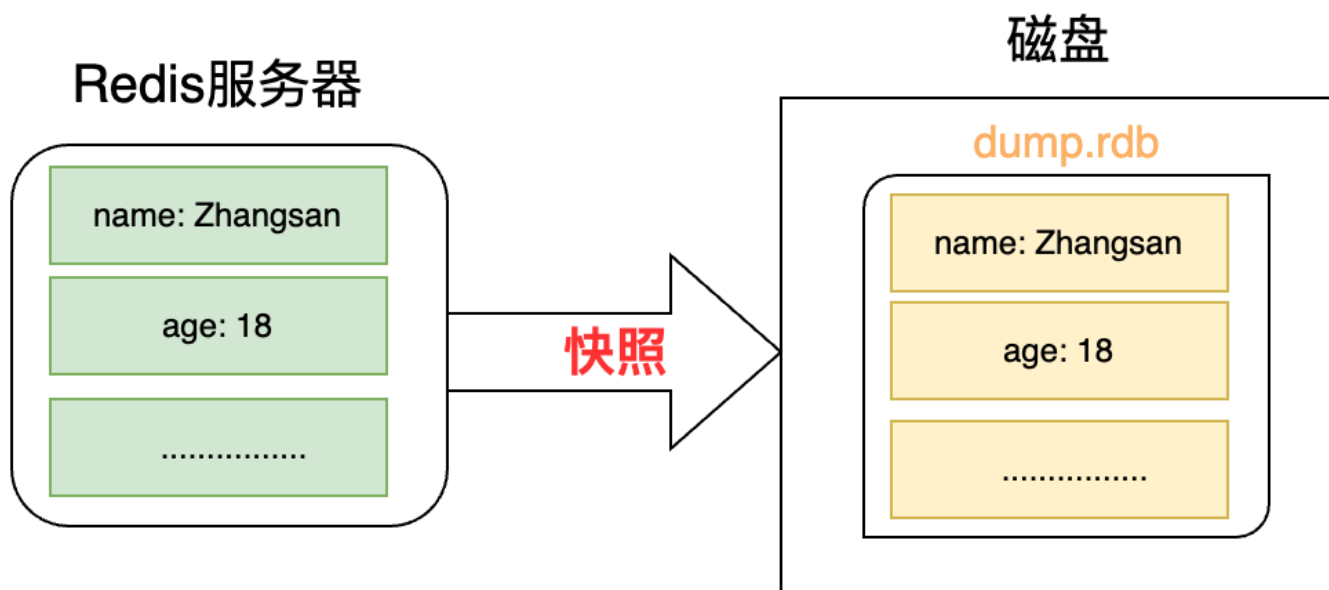 Redis服务器
name: Zhangsan
age: 18
................
快照
磁盘
dump.rdb
name: Zhangsan
age: 18
................